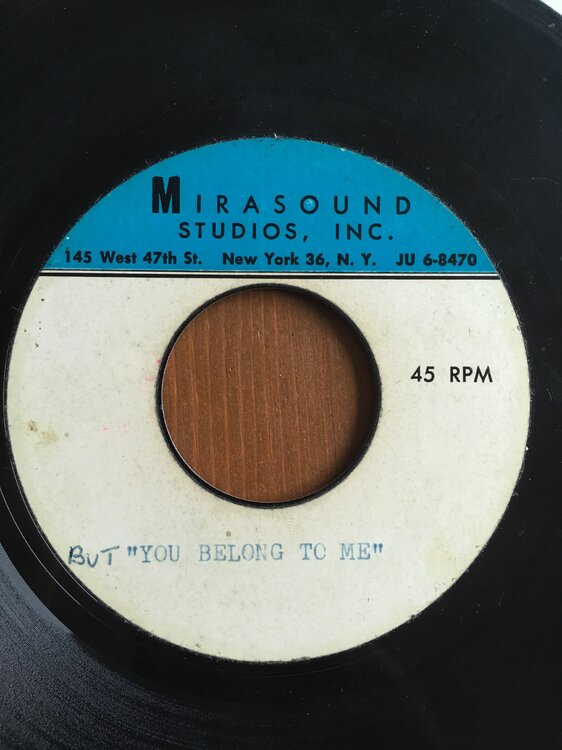 MIRASOUND
STUDIOS, INC.
145 West 47th St. New York 36, N. Y. JU 6-8470
45 RPM
BUT "YOU BELONG TO ME"